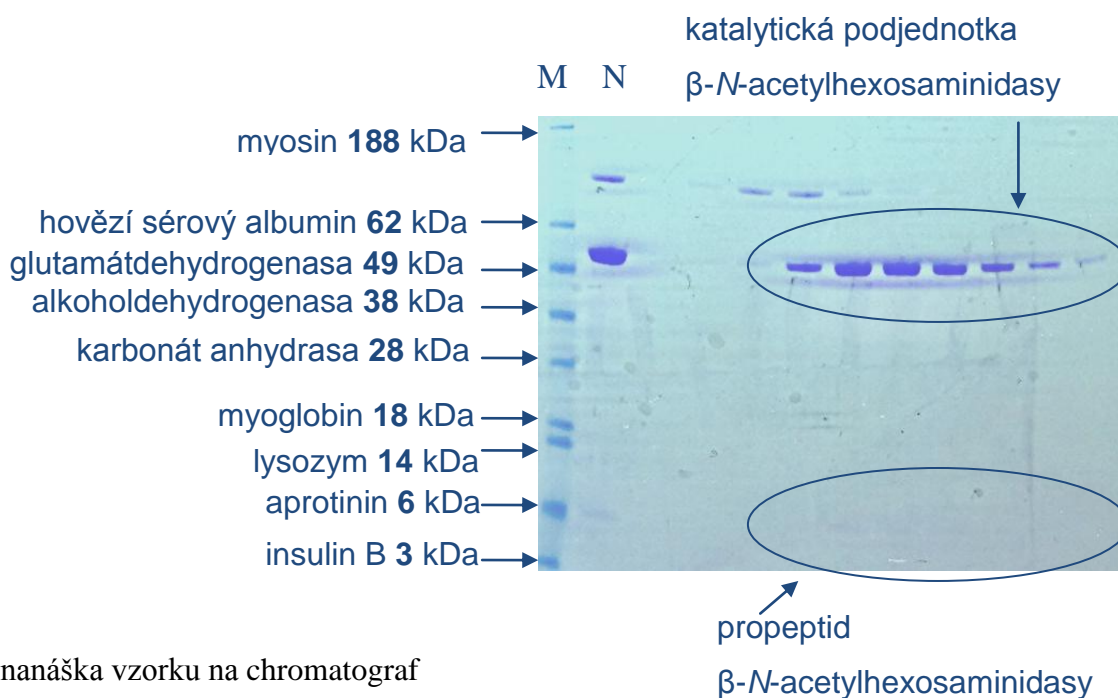 katalytická podjednotka
β-N-acetylhexosaminidasy
M N
myosin 188 kDa
hovězí sérový albumin 62 kDa
glutamátdehydrogenasa 49 kDa
alkoholdehydrogenasa 38 kDa
karbonát anhydrasa 28 kDa
myoglobin 18 kDa
lysozym 14 kDa
aprotinin 6 kDa
insulin B 3 kDa
propeptid
β-N-acetylhexosaminidasy
nanáška vzorku na chromatograf